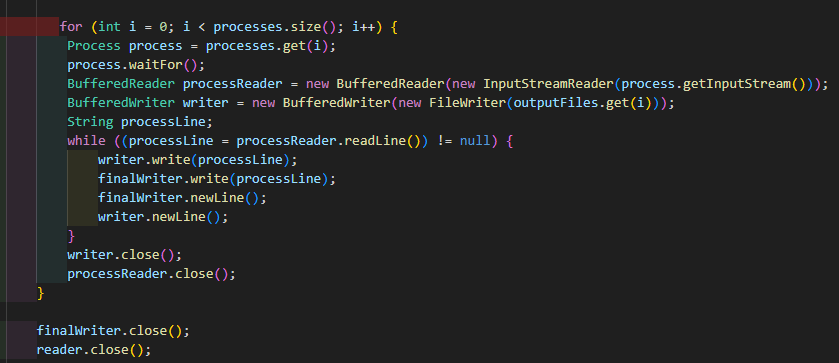 for (int i = 0; i < processes.size(); i++) {
Process process = processes.get(i);
process.waitFor();
BufferedReader processReader = new BufferedReader(new InputStreamReader(process.getInputStream()));
BufferedWriter writer = new BufferedWriter(new FileWriter(outputFiles.get(i)));
String processLine;
while ((processLine = processReader.readLine()) != null) {
writer.write(processLine);
finalWriter.write(processLine);
finalWriter.newLine();
writer.newLine();
}
writer.close();
processReader.close();
}
finalWriter.close();
reader.close();